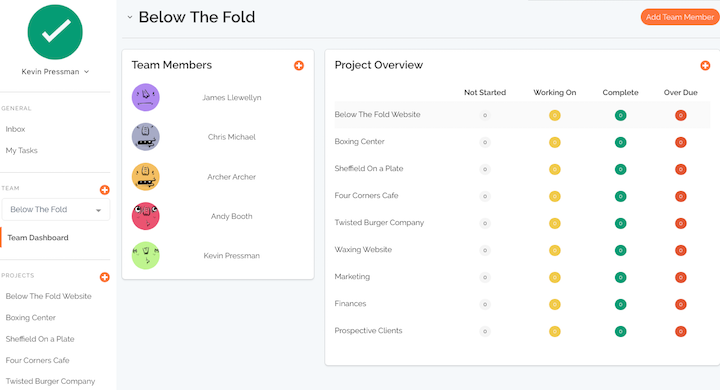 Kevin Pressman
GENERAL
Inbox
My Tasks
TEAM
Below The Fold
Team Dashboard
PROJECTS
Below The Fold Website
Boxing Center
Sheffield On a Plate
Four Corners Cafe
Twisted Burger Company
Below The Fold
Add Team Member
Team Members
James Llewellyn
Chris Michael
Archer Archer
Andy Booth
Kevin Pressman
Project Overview
Not Started Working On Complete Over Due
Below The Fold Website 0 0 0 0
Boxing Center 0 0 0 0
Sheffield On a Plate 0 0 0 0
Four Corners Cafe 0 0 0 0
Twisted Burger Company 0 0 0 0
Waxing Website 0 0 0 0
Marketing 0 0 0 0
Finances 0 0 0 0
Prospective Clients 0 0 0 0